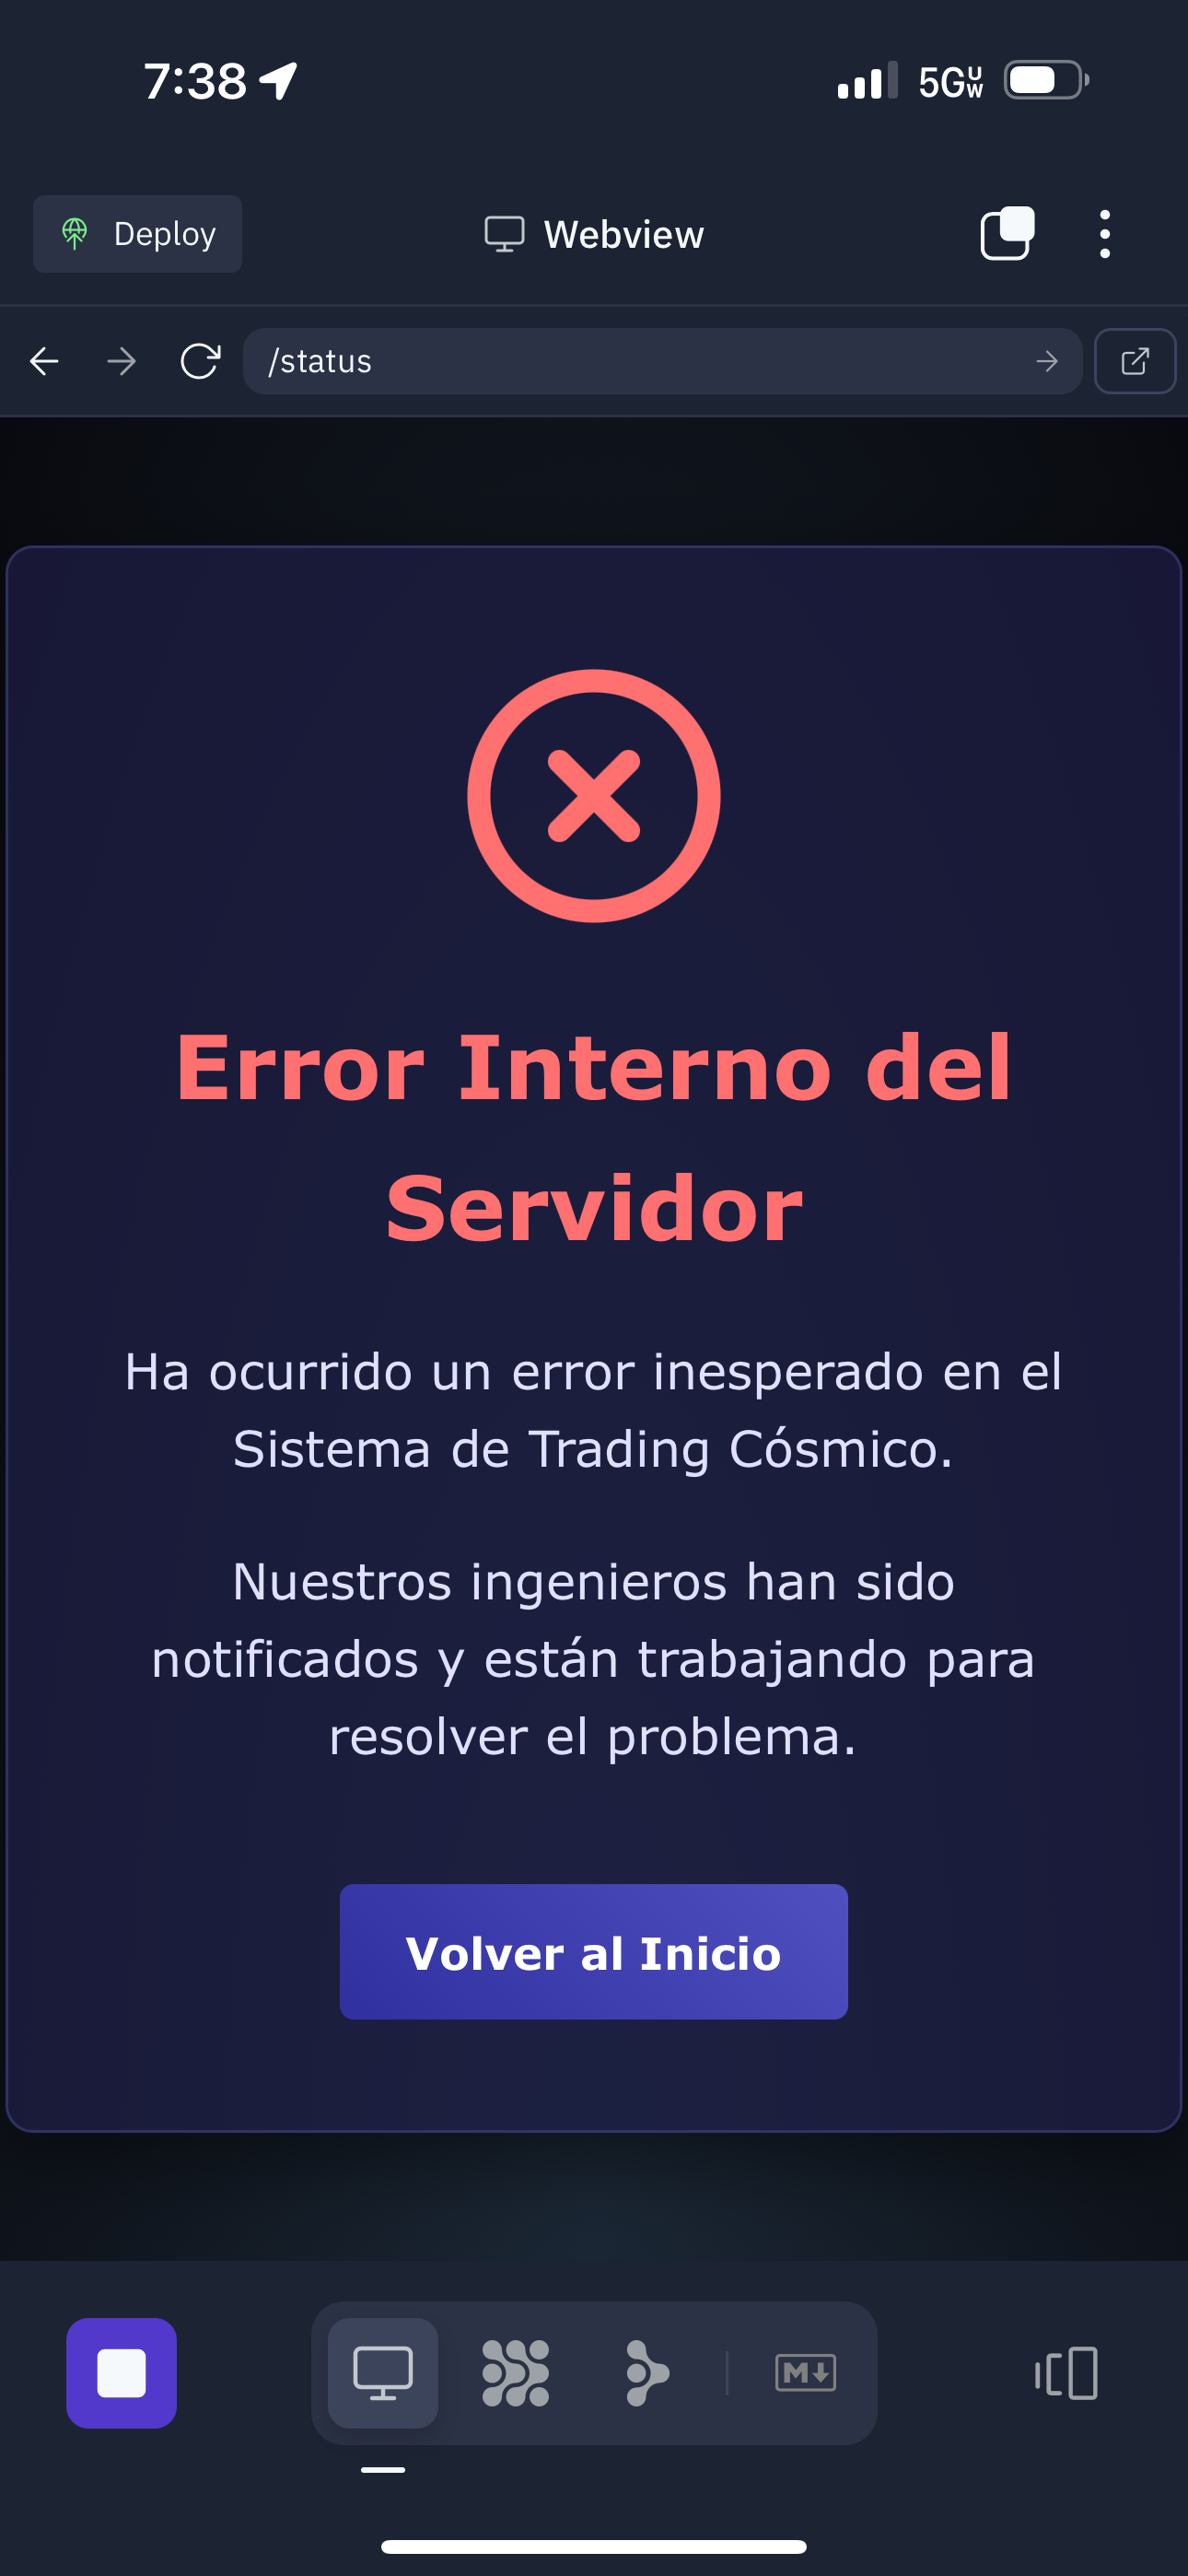 7:38
5GUW
Deploy
Webview
/status
Error Interno del
Servidor
Ha ocurrido un error inesperado en el
Sistema de Trading Cósmico.
Nuestros ingenieros han sido
notificados y están trabajando para
resolver el problema.
Volver al Inicio
M